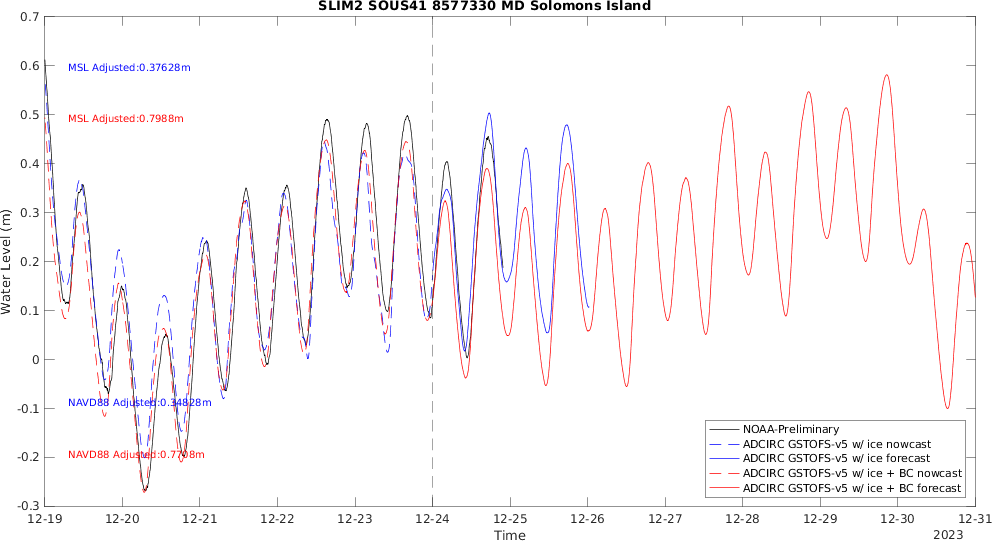 SLIM2 SOUS41 8577330 MD Solomons Island
0.7
0.6
0.5
0.4
0.3
0.2
0.1
0
-0.1
-0.2
-0.3
Water Level (m)
MSL Adjusted:0.37628m
MSL Adjusted:0.7988m
NAVD88 Adjusted:0.34828m
NAVD88 Adjusted:0.7708m
NOAA-Preliminary
ADCIRC GSTOFS-v5 w/ ice nowcast
ADCIRC GSTOFS-v5 w/ ice forecast
ADCIRC GSTOFS-v5 w/ ice + BC nowcast
ADCIRC GSTOFS-v5 w/ ice + BC forecast
12-19 12-20 12-21 12-22 12-23 12-24 12-25 12-26 12-27 12-28 12-29 12-30 12-31
Time
2023